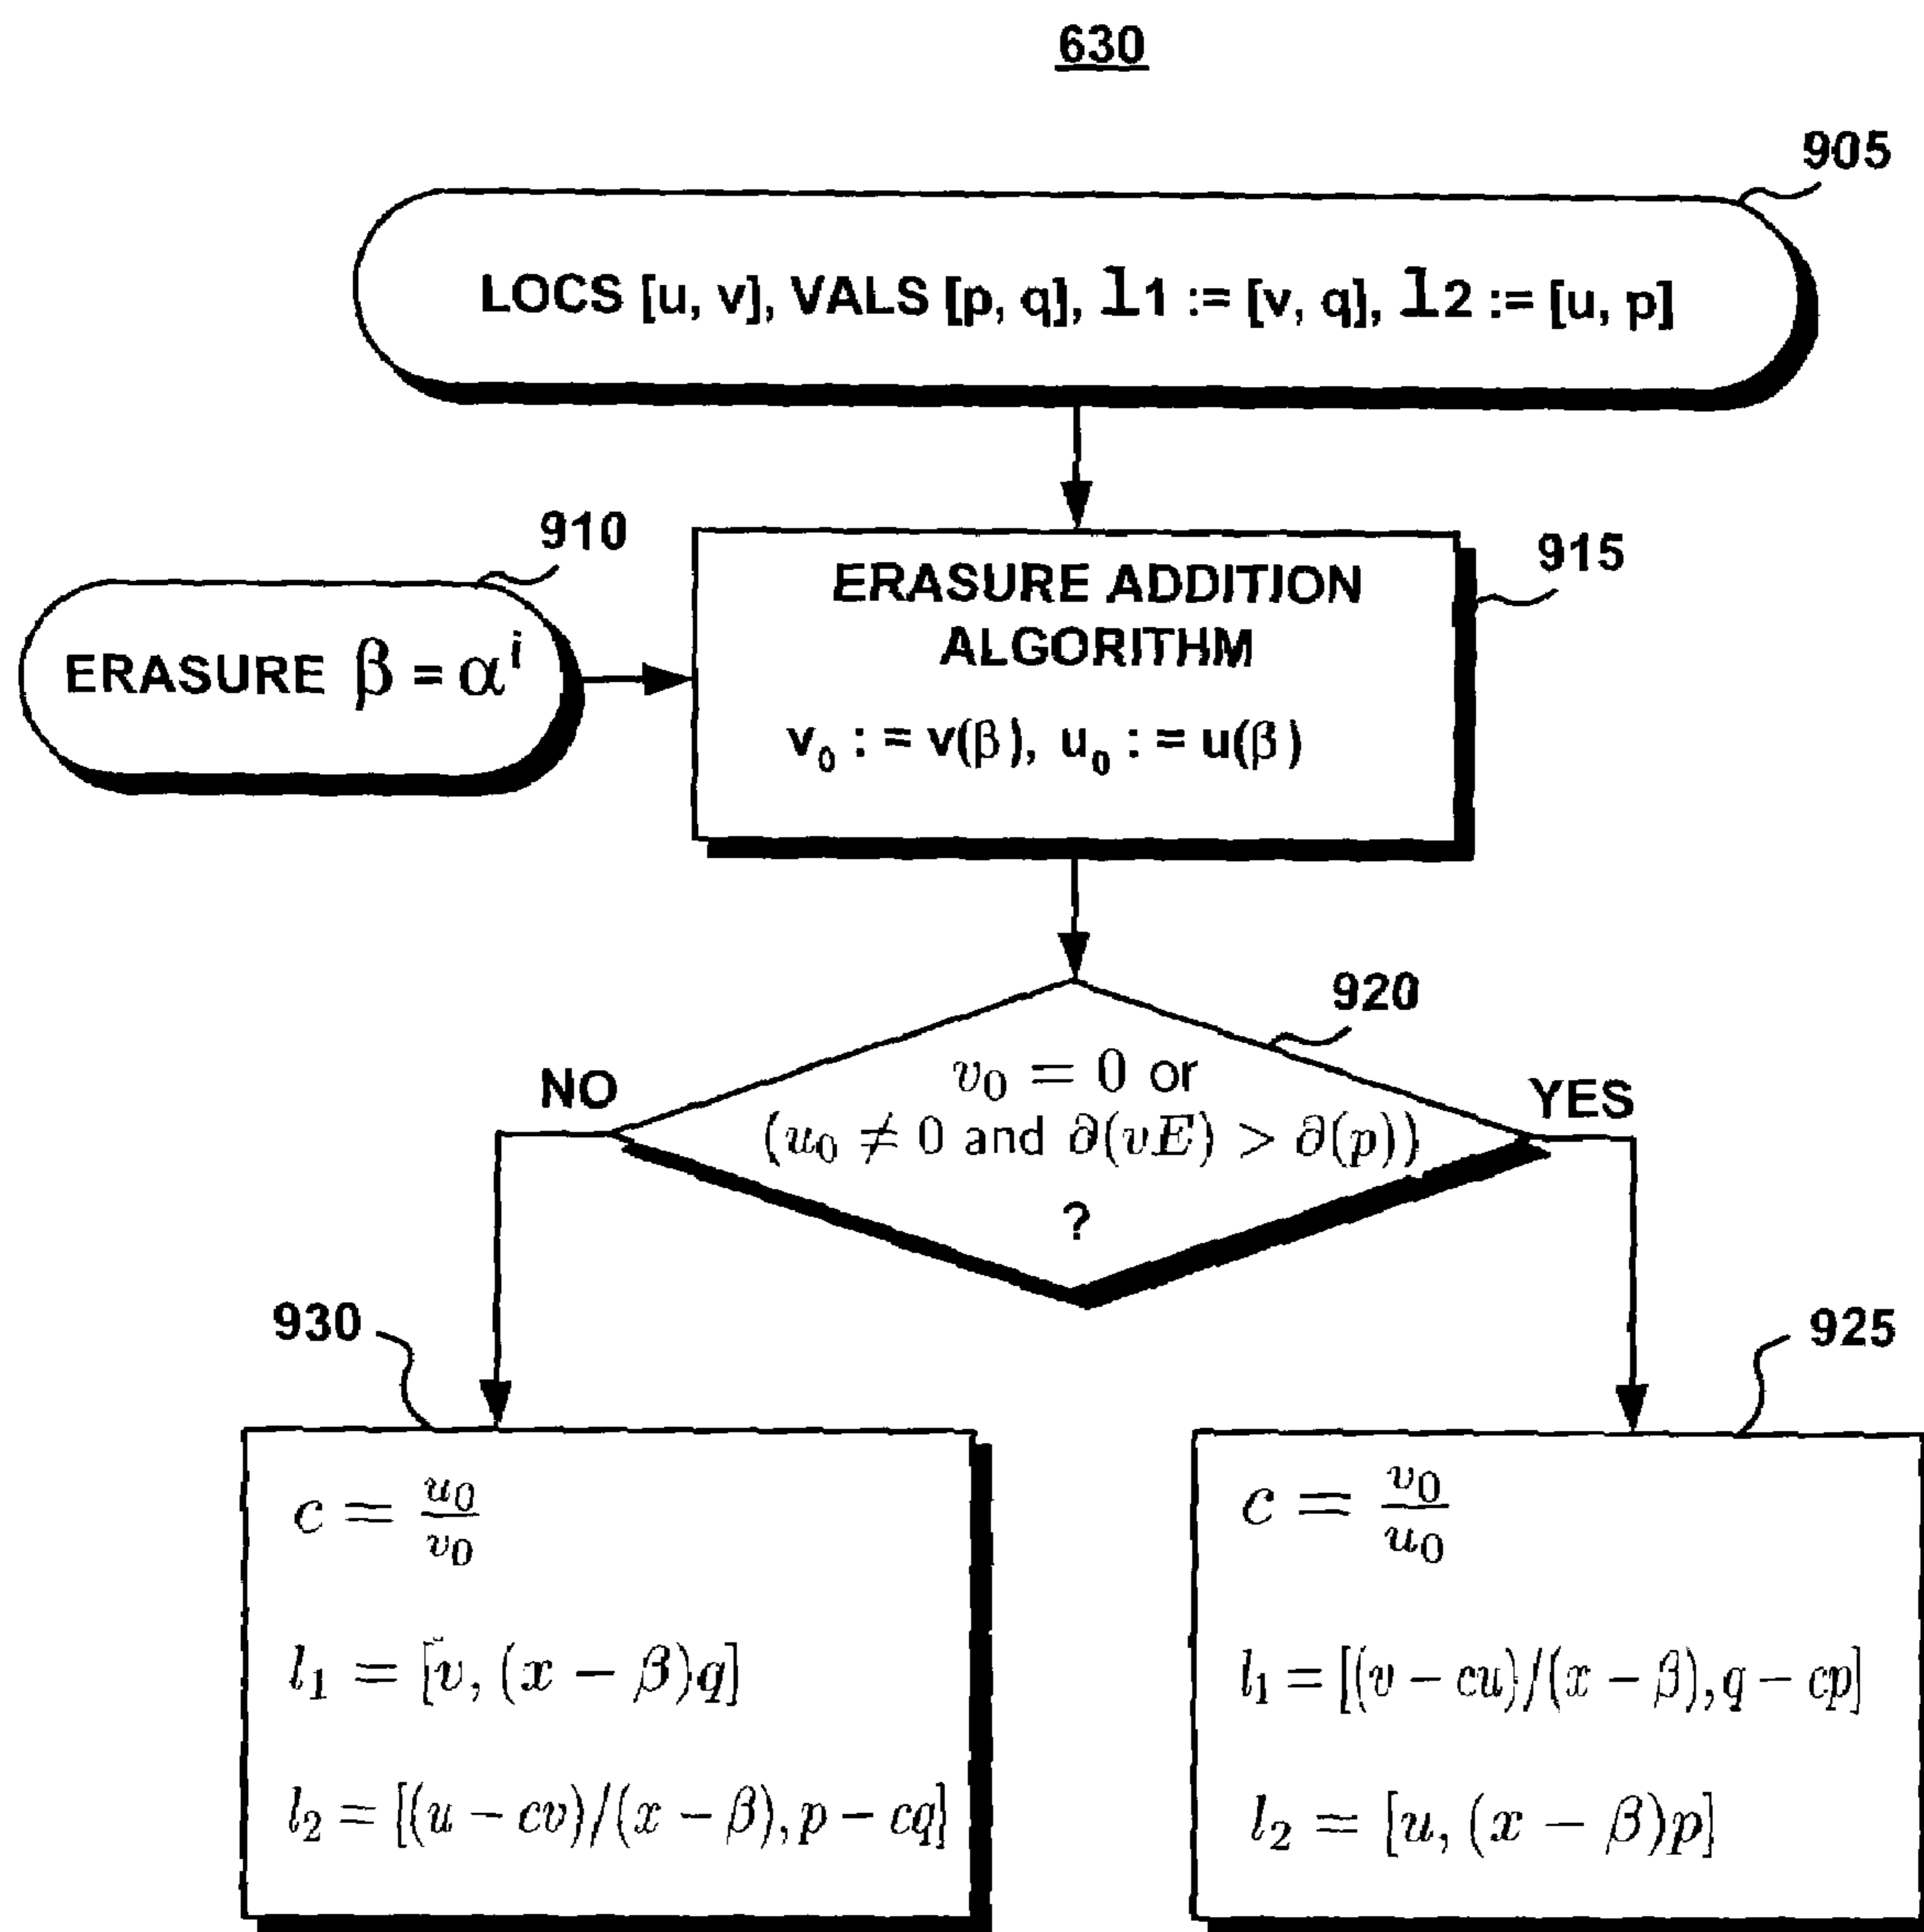 630
905
LOCS [u, v], VALS [p, q], l1 := [v, q], l2 := [u, p]
910
ERASURE β = α^i
915
ERASURE ADDITION
ALGORITHM
v₀ : = v(β), u₀ : = u(β)
920
v₀ = 0 or
(u₀ ≠ 0 and ∂(vE) > ∂(p))
?
NO
YES
930
c = u₀/v₀
l₁ = [v, (x − β)q]
l₂ = [(u − cv)/(x − β), p − cq]
925
c = v₀/u₀
l₁ = [(v − cu)/(x − β), q − cp]
l₂ = [u, (x − β)p]